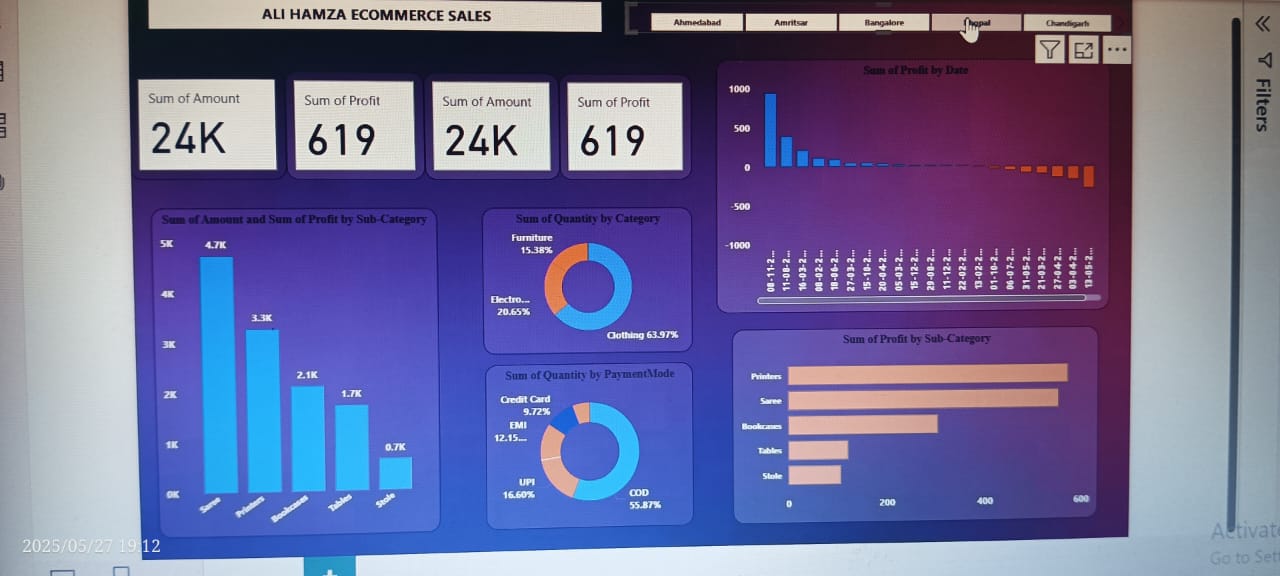 ALI HAMZA ECOMMERCE SALES
Ahmedabad
Amritsar
Bangalore
Chandigarh
Filters
Sum of Amount
24K
Sum of Profit
619
Sum of Amount
24K
Sum of Profit
619
Sum of Profit by Date
1000
500
0
-500
-1000
08-11-2...
11-08-2...
16-03-2...
08-02-2...
18-06-2...
27-03-2...
15-10-2...
20-04-2...
05-03-2...
15-12-2...
29-08-2...
11-12-2...
22-02-2...
13-02-2...
01-10-2...
06-07-2...
31-05-2...
21-03-2...
27-04-2...
03-04-2...
13-05-2...
Sum of Amount and Sum of Profit by Sub-Category
5K
4K
3K
2K
1K
0K
4.7K
3.3K
2.1K
1.7K
0.7K
Saree
Printers
Bookcases
Tables
Stole
Sum of Quantity by Category
Furniture
15.38%
Electro...
20.65%
Clothing 63.97%
Sum of Quantity by PaymentMode
Credit Card
9.72%
EMI
12.15...
UPI
16.60%
COD
55.87%
Sum of Profit by Sub-Category
Printers
Saree
Bookcases
Tables
Stole
0
200
400
600
2025/05/27 19:12
Activat
Go to Set